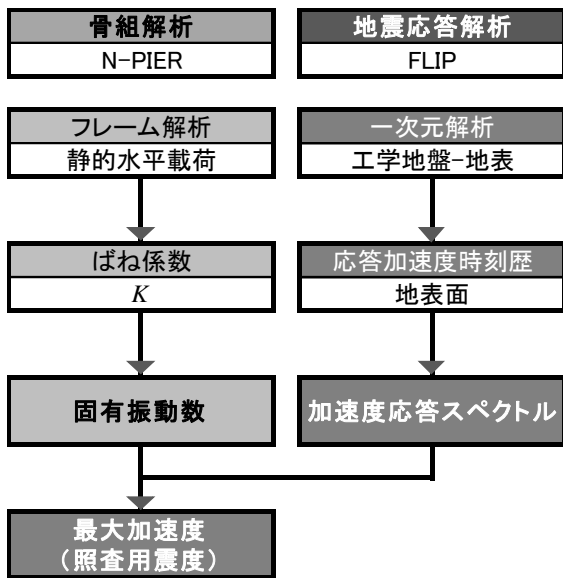 骨組解析
N-PIER
地震応答解析
FLIP
フレーム解析
静的水平載荷
一次元解析
工学地盤-地表
ばね係数
K
応答加速度時刻歴
地表面
固有振動数
加速度応答スペクトル
最大加速度
（照査用震度）